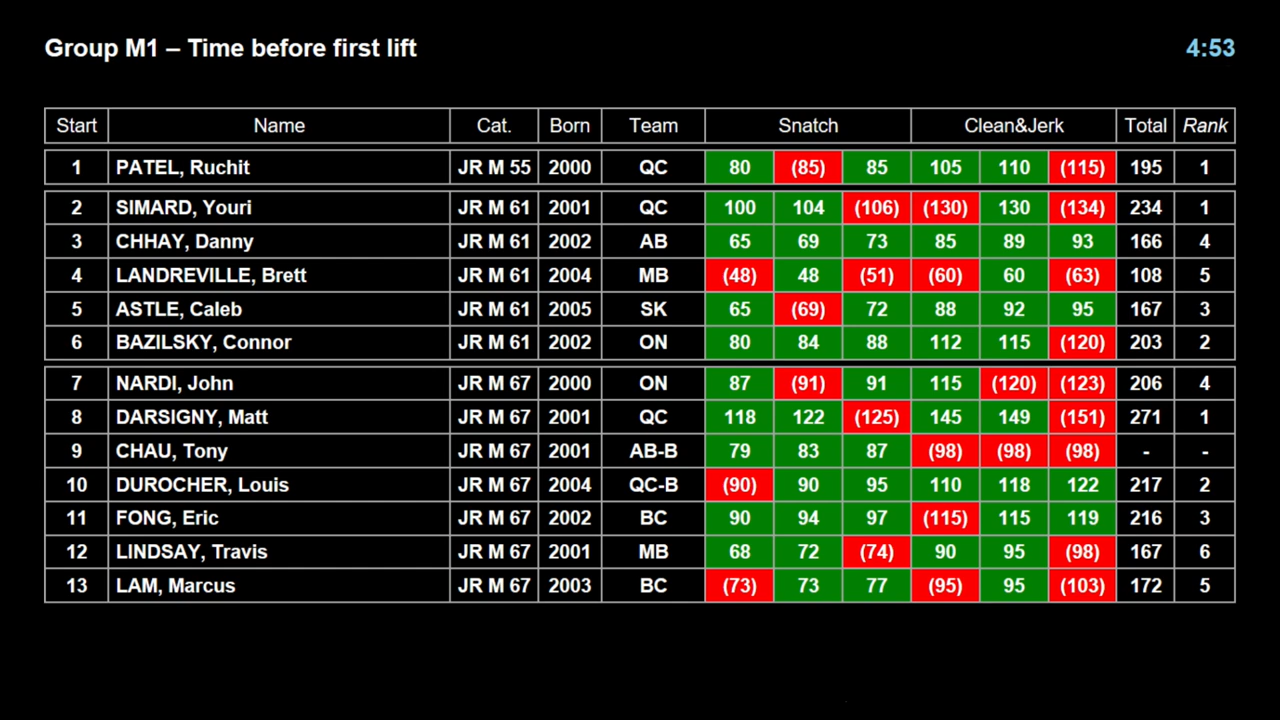 Group M1 – Time before first lift 4:53
Start Name Cat. Born Team Snatch Clean&Jerk Total Rank
1 PATEL, Ruchit JR M 55 2000 QC 80 (85) 85 105 110 (115) 195 1
2 SIMARD, Youri JR M 61 2001 QC 100 104 (106) (130) 130 (134) 234 1
3 CHHAY, Danny JR M 61 2002 AB 65 69 73 85 89 93 166 4
4 LANDREVILLE, Brett JR M 61 2004 MB (48) 48 (51) (60) 60 (63) 108 5
5 ASTLE, Caleb JR M 61 2005 SK 65 (69) 72 88 92 95 167 3
6 BAZILSKY, Connor JR M 61 2002 ON 80 84 88 112 115 (120) 203 2
7 NARDI, John JR M 67 2000 ON 87 (91) 91 115 (120) (123) 206 4
8 DARSIGNY, Matt JR M 67 2001 QC 118 122 (125) 145 149 (151) 271 1
9 CHAU, Tony JR M 67 2001 AB-B 79 83 87 (98) (98) (98) - -
10 DUROCHER, Louis JR M 67 2004 QC-B (90) 90 95 110 118 122 217 2
11 FONG, Eric JR M 67 2002 BC 90 94 97 (115) 115 119 216 3
12 LINDSAY, Travis JR M 67 2001 MB 68 72 (74) 90 95 (98) 167 6
13 LAM, Marcus JR M 67 2003 BC (73) 73 77 (95) 95 (103) 172 5